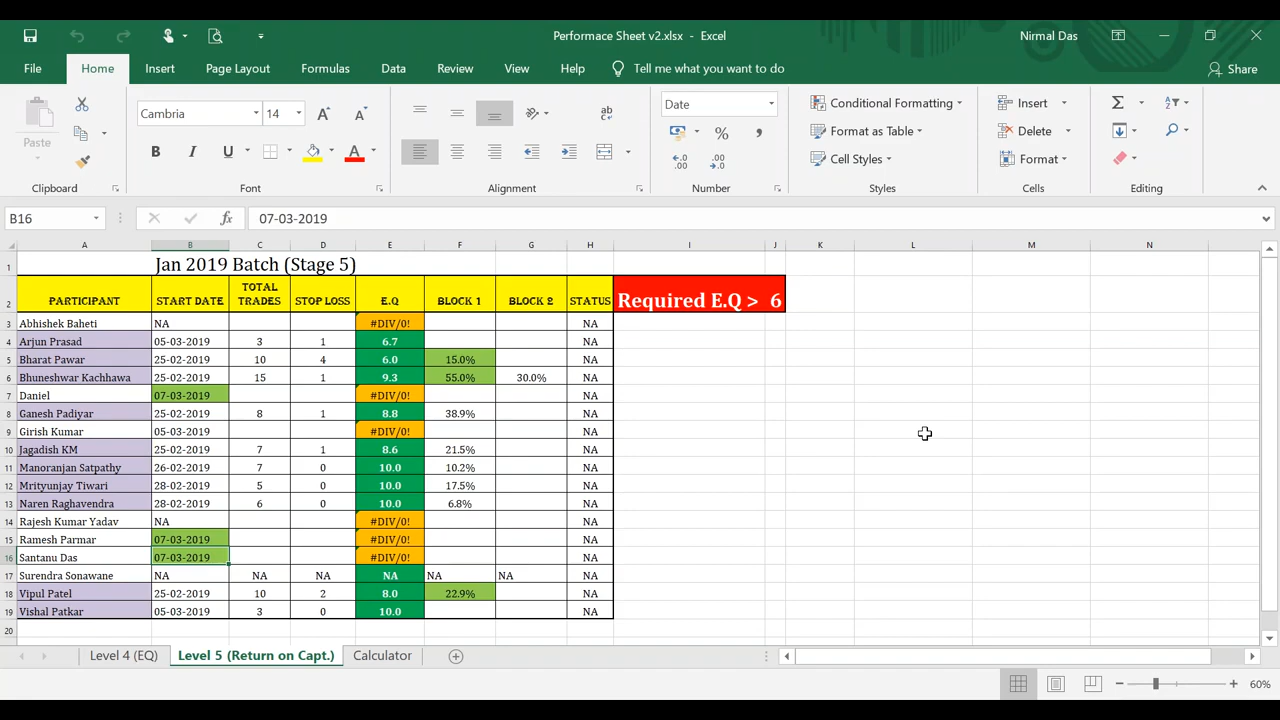 Performace Sheet v2.xlsx - Excel
Nirmal Das
File Home Insert Page Layout Formulas Data Review View Help Tell me what you want to do Share
Cambria 14 Date Conditional Formatting Insert
Paste Format as Table Delete
B I U A % , Cell Styles Format
Clipboard Font Alignment Number Styles Cells Editing
B16 fx 07-03-2019
A B C D E F G H I J K L M N
1 Jan 2019 Batch (Stage 5)
2 PARTICIPANT START DATE TOTAL TRADES STOP LOSS E.Q BLOCK 1 BLOCK 2 STATUS Required E.Q > 6
3 Abhishek Baheti NA #DIV/0! NA
4 Arjun Prasad 05-03-2019 3 1 6.7 NA
5 Bharat Pawar 25-02-2019 10 4 6.0 15.0% NA
6 Bhuneshwar Kachhawa 25-02-2019 15 1 9.3 55.0% 30.0% NA
7 Daniel 07-03-2019 #DIV/0! NA
8 Ganesh Padiyar 25-02-2019 8 1 8.8 38.9% NA
9 Girish Kumar 05-03-2019 #DIV/0! NA
10 Jagadish KM 25-02-2019 7 1 8.6 21.5% NA
11 Manoranjan Satpathy 26-02-2019 7 0 10.0 10.2% NA
12 Mrityunjay Tiwari 28-02-2019 5 0 10.0 17.5% NA
13 Naren Raghavendra 28-02-2019 6 0 10.0 6.8% NA
14 Rajesh Kumar Yadav NA #DIV/0! NA
15 Ramesh Parmar 07-03-2019 #DIV/0! NA
16 Santanu Das 07-03-2019 #DIV/0! NA
17 Surendra Sonawane NA NA NA NA NA NA NA
18 Vipul Patel 25-02-2019 10 2 8.0 22.9% NA
19 Vishal Patkar 05-03-2019 3 0 10.0 NA
20
Level 4 (EQ) Level 5 (Return on Capt.) Calculator
60%